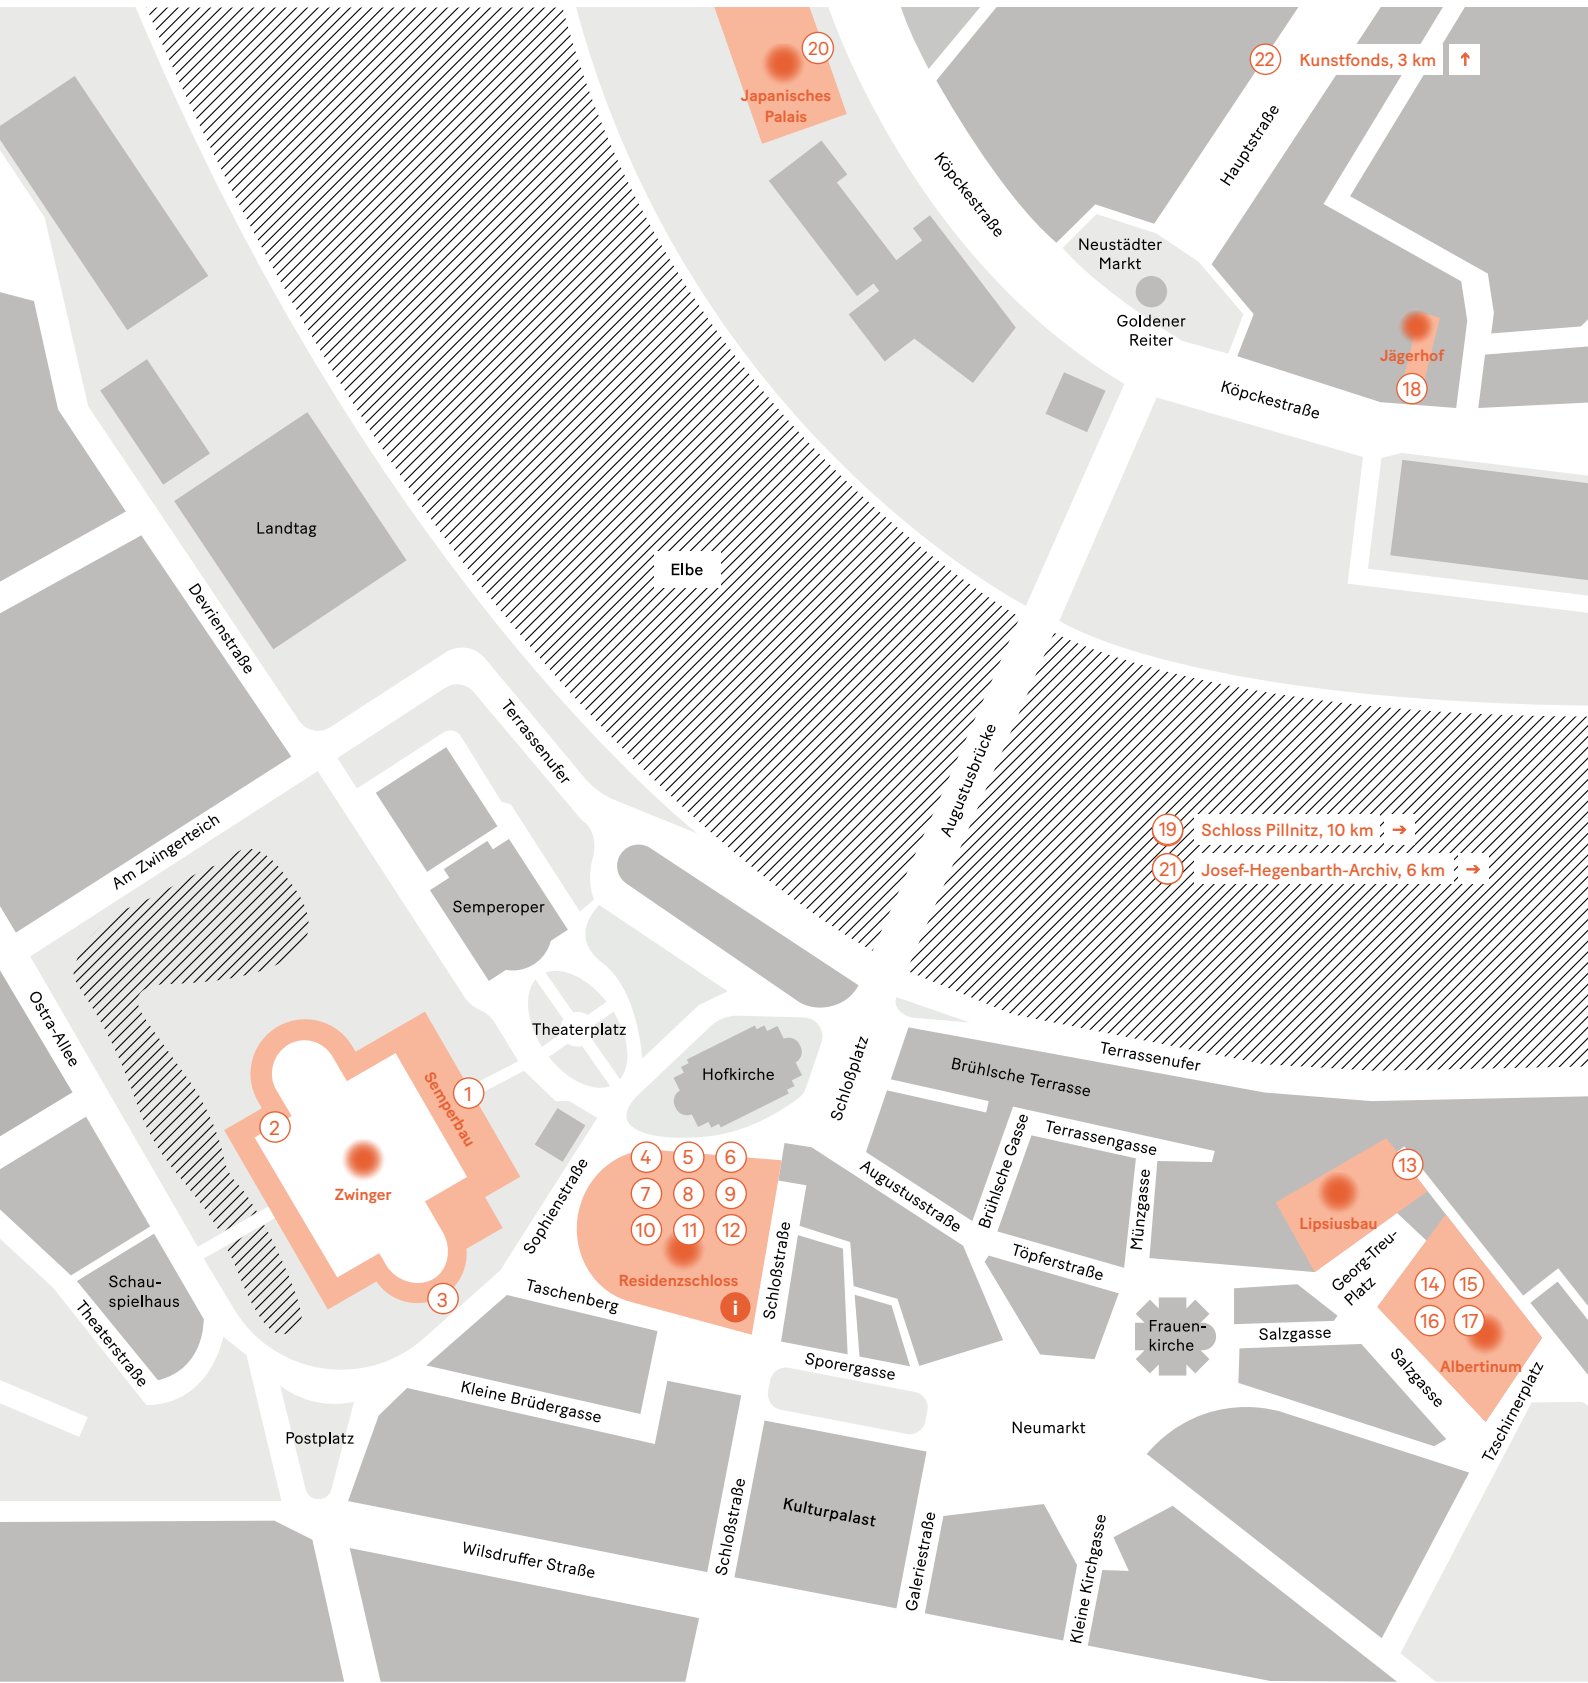 20
Japanisches
Palais
22 Kunstfonds, 3 km ↑
Hauptstraße
Köpckestraße
Neustädter
Markt
Goldener
Reiter
Jägerhof
18
Köpckestraße
Landtag
Elbe
Devrienstraße
Terrassenufer
Augustusbrücke
19 Schloss Pillnitz, 10 km →
21 Josef-Hegenbarth-Archiv, 6 km →
Am Zwingerteich
Semperoper
Ostra-Allee
Theaterplatz
Hofkirche
Schloßplatz
Terrassenufer
Brühlsche Terrasse
1
Semperbau
2
Zwinger
3
Terrassengasse
Brühlsche Gasse
Münzgasse
Augustusstraße
Töpferstraße
13
Lipsiusbau
Georg-Treu-
Platz
4 5 6
7 8 9
10 11 12
Residenzschloss
i
Sophienstraße
Schloßstraße
Taschenberg
Schau-
spielhaus
Theaterstraße
14 15
16 17
Albertinum
Frauen-
kirche
Salzgasse
Salzgasse
Tzschirnerplatz
Sporergasse
Kleine Brüdergasse
Neumarkt
Postplatz
Kulturpalast
Schloßstraße
Galeriestraße
Kleine Kirchgasse
Wilsdruffer Straße